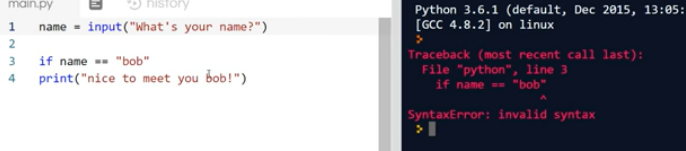 main.py history
1 name = input("What's your name?")
2
3 if name == "bob"
4 print("nice to meet you bob!")
Python 3.6.1 (default, Dec 2015, 13:05:
[GCC 4.8.2] on linux
>
Traceback (most recent call last):
  File "python", line 3
    if name == "bob"
                   ^
SyntaxError: invalid syntax
>